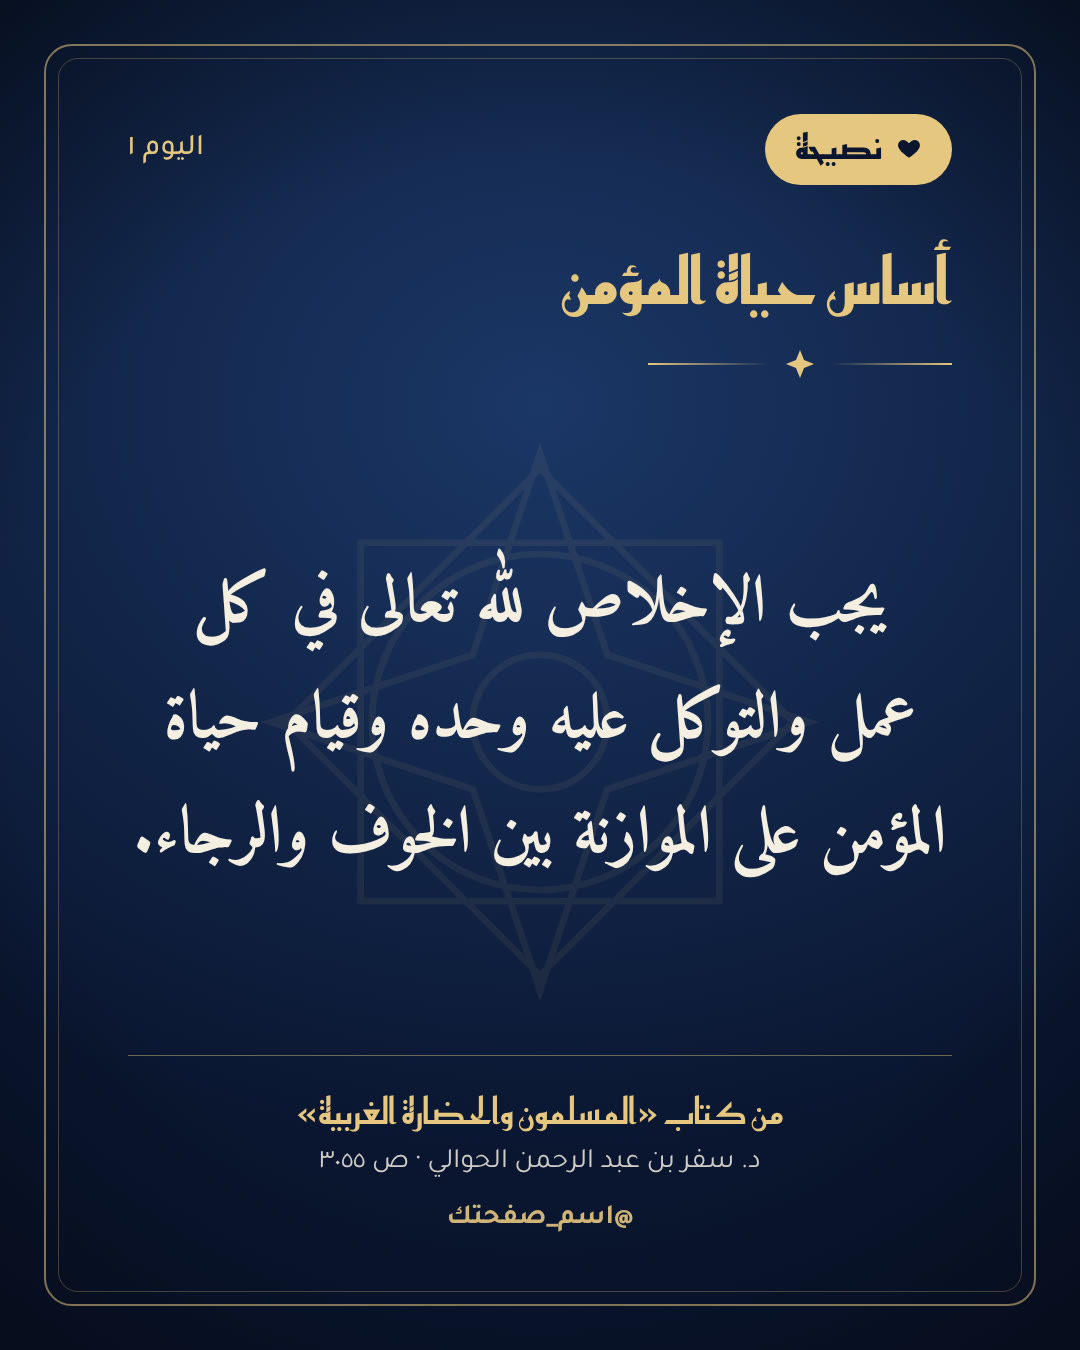 نصيحة
اليوم ١
أساس حياة المؤمن
يجب الإخلاص لله تعالى في كل
عمل والتوكل عليه وحده وقيام حياة
المؤمن على الموازنة بين الخوف والرجاء.
من كتاب «المسلمون والحضارة الغربية»
د. سفر بن عبد الرحمن الحوالي · ص ٣٠٥٥
@اسم_صفحتك